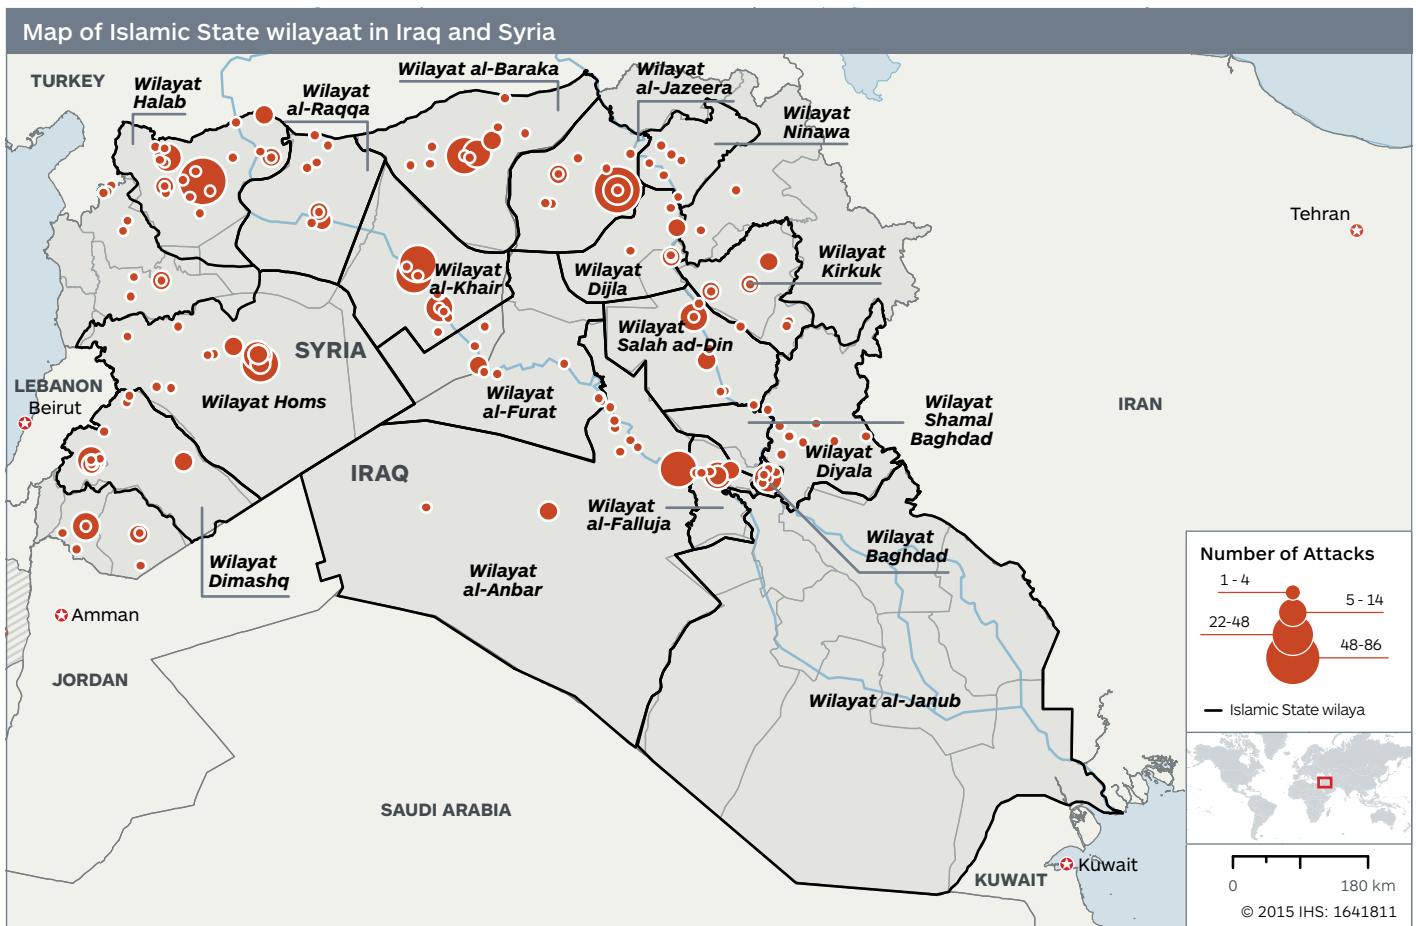 Map of Islamic State wilayaat in Iraq and Syria
TURKEY
Wilayat
Halab
Wilayat
al-Raqqa
Wilayat al-Baraka
Wilayat
al-Jazeera
Wilayat
Ninawa
Tehran
Wilayat
Kirkuk
Wilayat
al-Khair
Wilayat
Dijla
Wilayat
Salah ad-Din
SYRIA
LEBANON
Beirut
Wilayat Homs
Wilayat
al-Furat
Wilayat
Shamal
Baghdad
IRAN
IRAQ
Wilayat
Diyala
Wilayat
al-Falluja
Wilayat
Baghdad
Wilayat
Dimashq
Wilayat
al-Anbar
Amman
JORDAN
Wilayat al-Janub
SAUDI ARABIA
KUWAIT
Kuwait
Number of Attacks
1 - 4
5 - 14
22-48
48-86
Islamic State wilaya
0
180 km
© 2015 IHS: 1641811